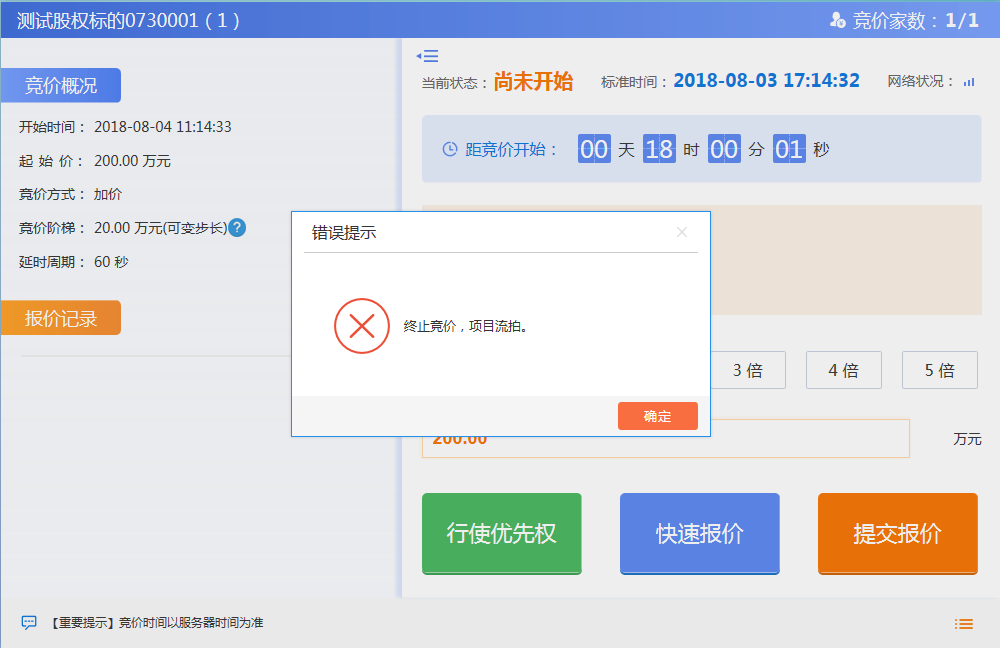 测试股权标的0730001（1）
竞价家数：1/1
竞价概况
开始时间： 2018-08-04 11:14:33
起 始 价： 200.00 万元
竞价方式： 加价
竞价阶梯： 20.00 万元(可变步长)?
延时周期： 60 秒
报价记录
当前状态：尚未开始 标准时间：2018-08-03 17:14:32 网络状况：
距竞价开始： 00 天 18 时 00 分 01 秒
错误提示
终止竞价，项目流拍。
确定
3 倍 4 倍 5 倍
200.00 万元
行使优先权 快速报价 提交报价
【重要提示】竞价时间以服务器时间为准